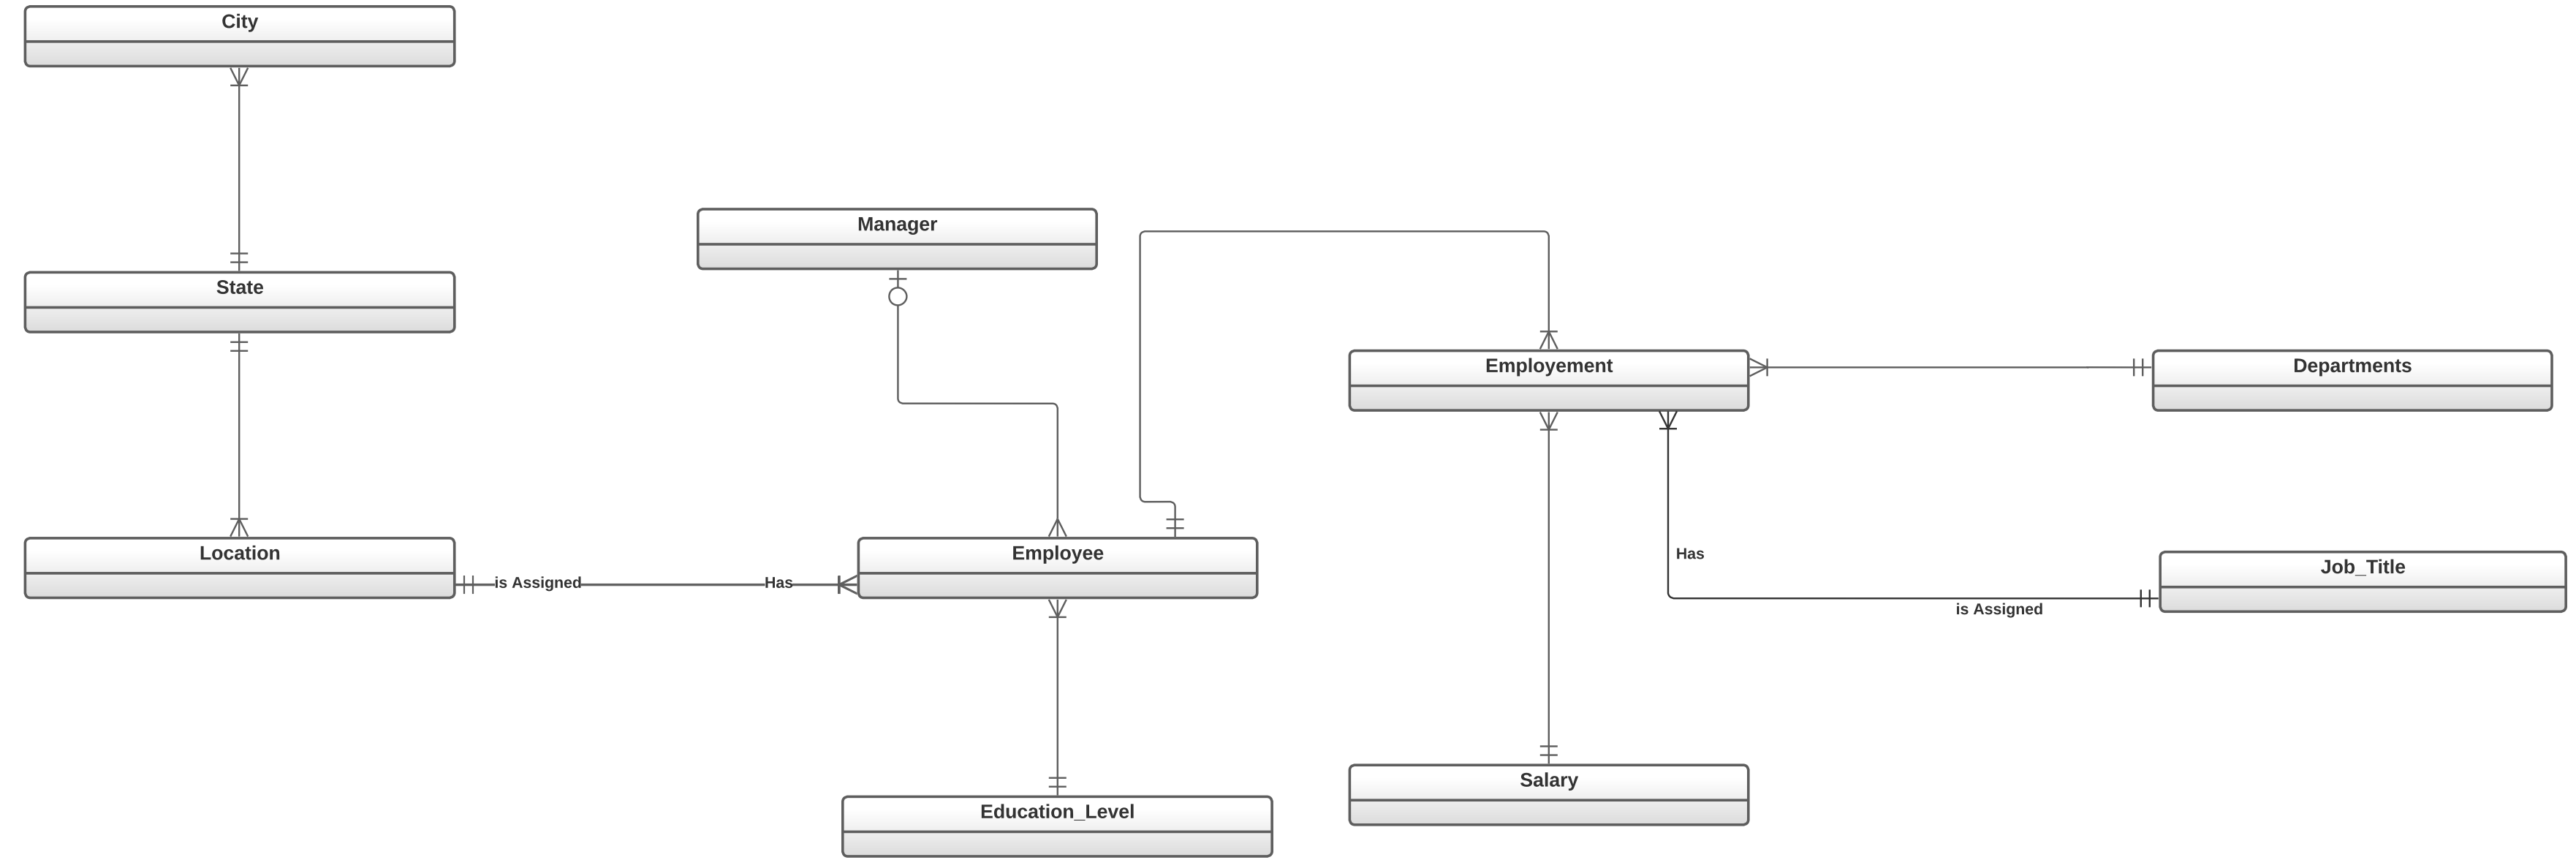 City
Manager
State
Employement
Departments
Location
Employee
Has
Job_Title
is Assigned
Has
is Assigned
Salary
Education_Level